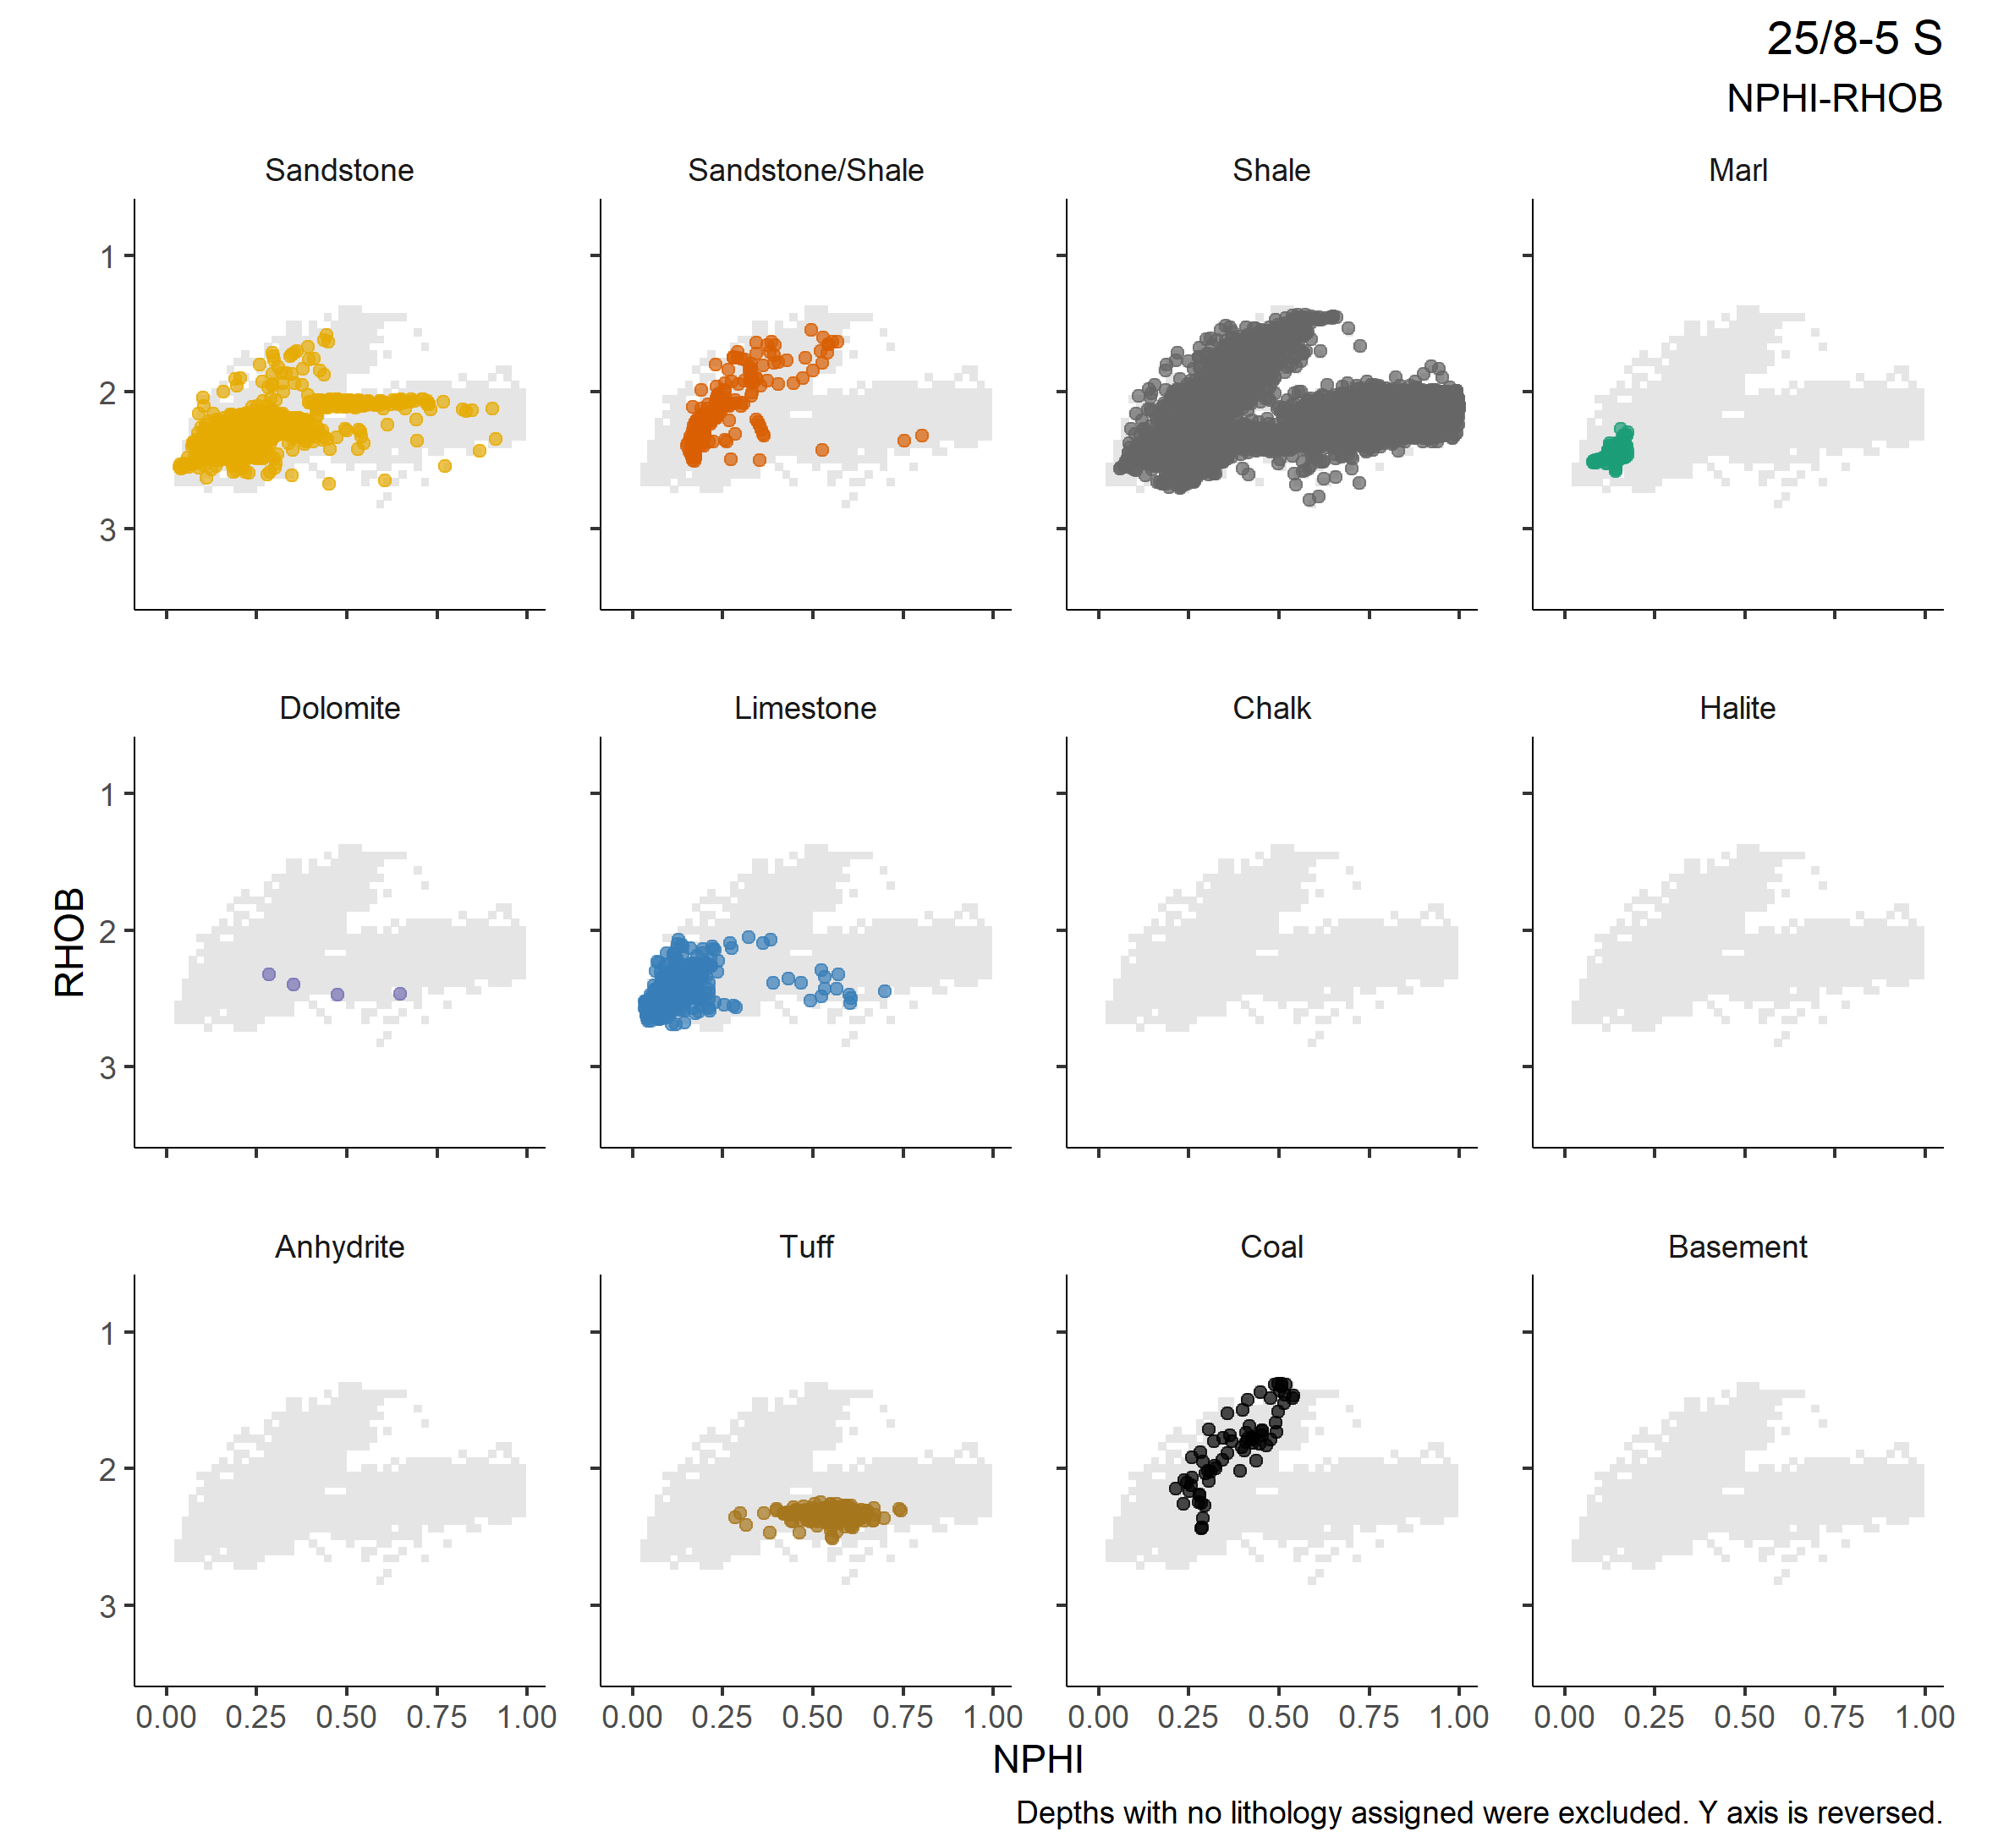 25/8-5 S
NPHI-RHOB
Sandstone
Sandstone/Shale
Shale
Marl
1
2
3
Dolomite
Limestone
Chalk
Halite
RHOB
1
2
3
Anhydrite
Tuff
Coal
Basement
1
2
3
0.00 0.25 0.50 0.75 1.00
0.00 0.25 0.50 0.75 1.00
0.00 0.25 0.50 0.75 1.00
0.00 0.25 0.50 0.75 1.00
NPHI
Depths with no lithology assigned were excluded. Y axis is reversed.